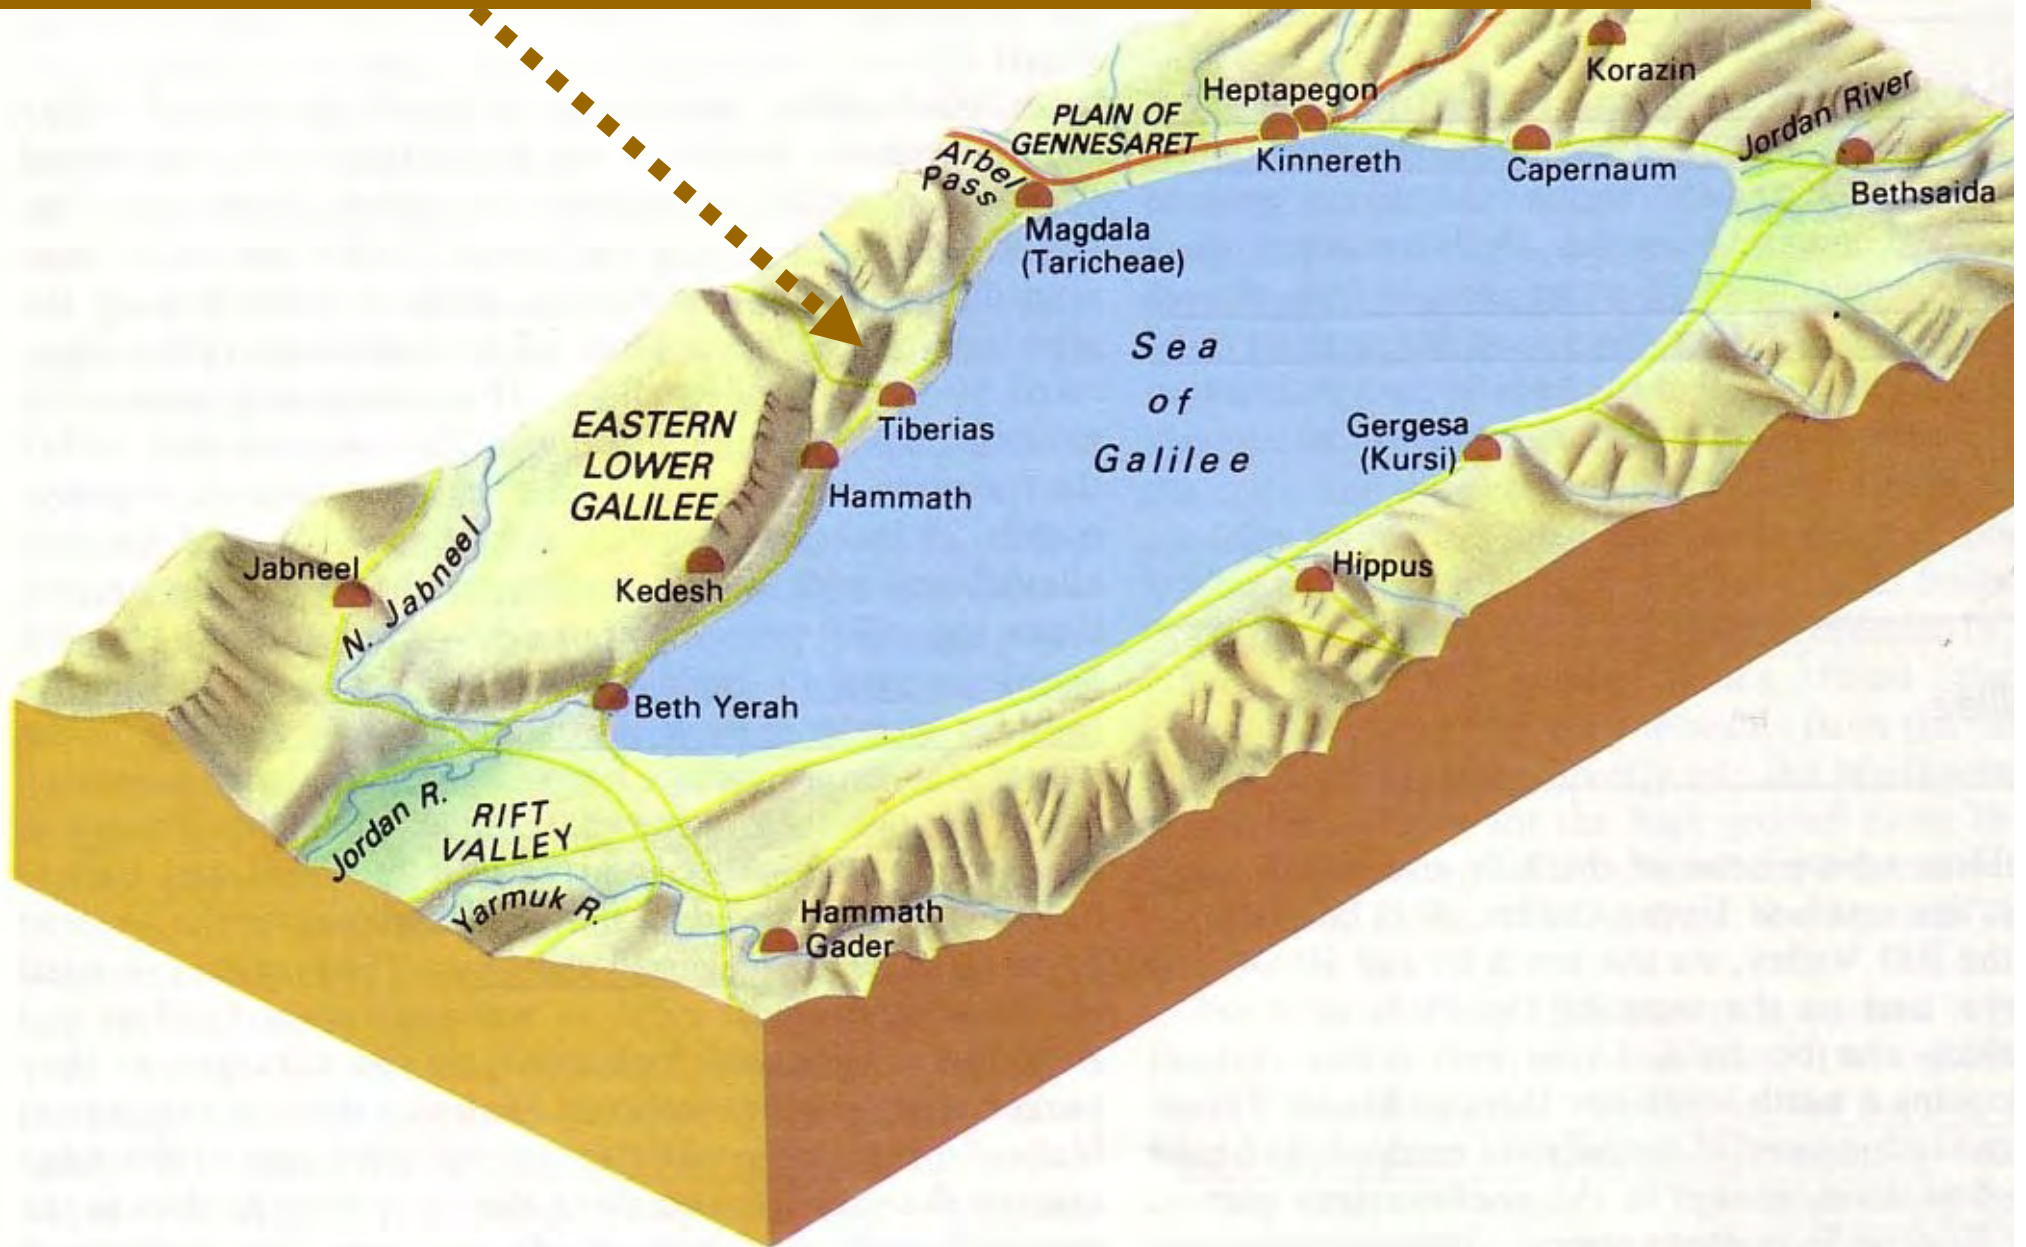 Korazin
Heptapegon
PLAIN OF
GENNESARET
Jordan River
Kinnereth
Capernaum
Bethsaida
Arbel
Pass
Magdala
(Taricheae)
Sea
of
Galilee
Tiberias
Gergesa
(Kursi)
EASTERN
LOWER
GALILEE
Hammath
Jabneel
N. Jabneel
Kedesh
Hippus
Beth Yerah
Jordan R.
RIFT
VALLEY
Yarmuk R.
Hammath
Gader